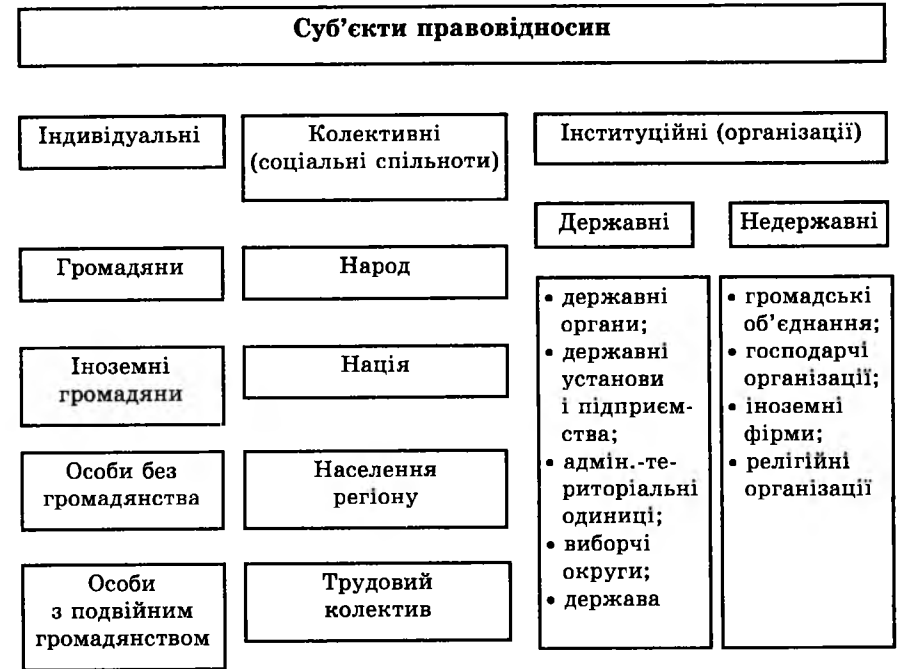 Суб’єкти правовідносин
Індивідуальні
Громадяни
Іноземні
громадяни
Особи без
громадянства
Особи
з подвійним
громадянством
Колективні
(соціальні спільноти)
Народ
Нація
Населення
регіону
Трудовий
колектив
Інституційні (організації)
Державні
• державні
органи;
• державні
установи
і підприєм-
ства;
• адмін.-те-
риторіальні
одиниці;
• виборчі
округи;
• держава
Недержавні
• громадські
об’єднання;
• господарчі
організації;
• іноземні
фірми;
• релігійні
організації